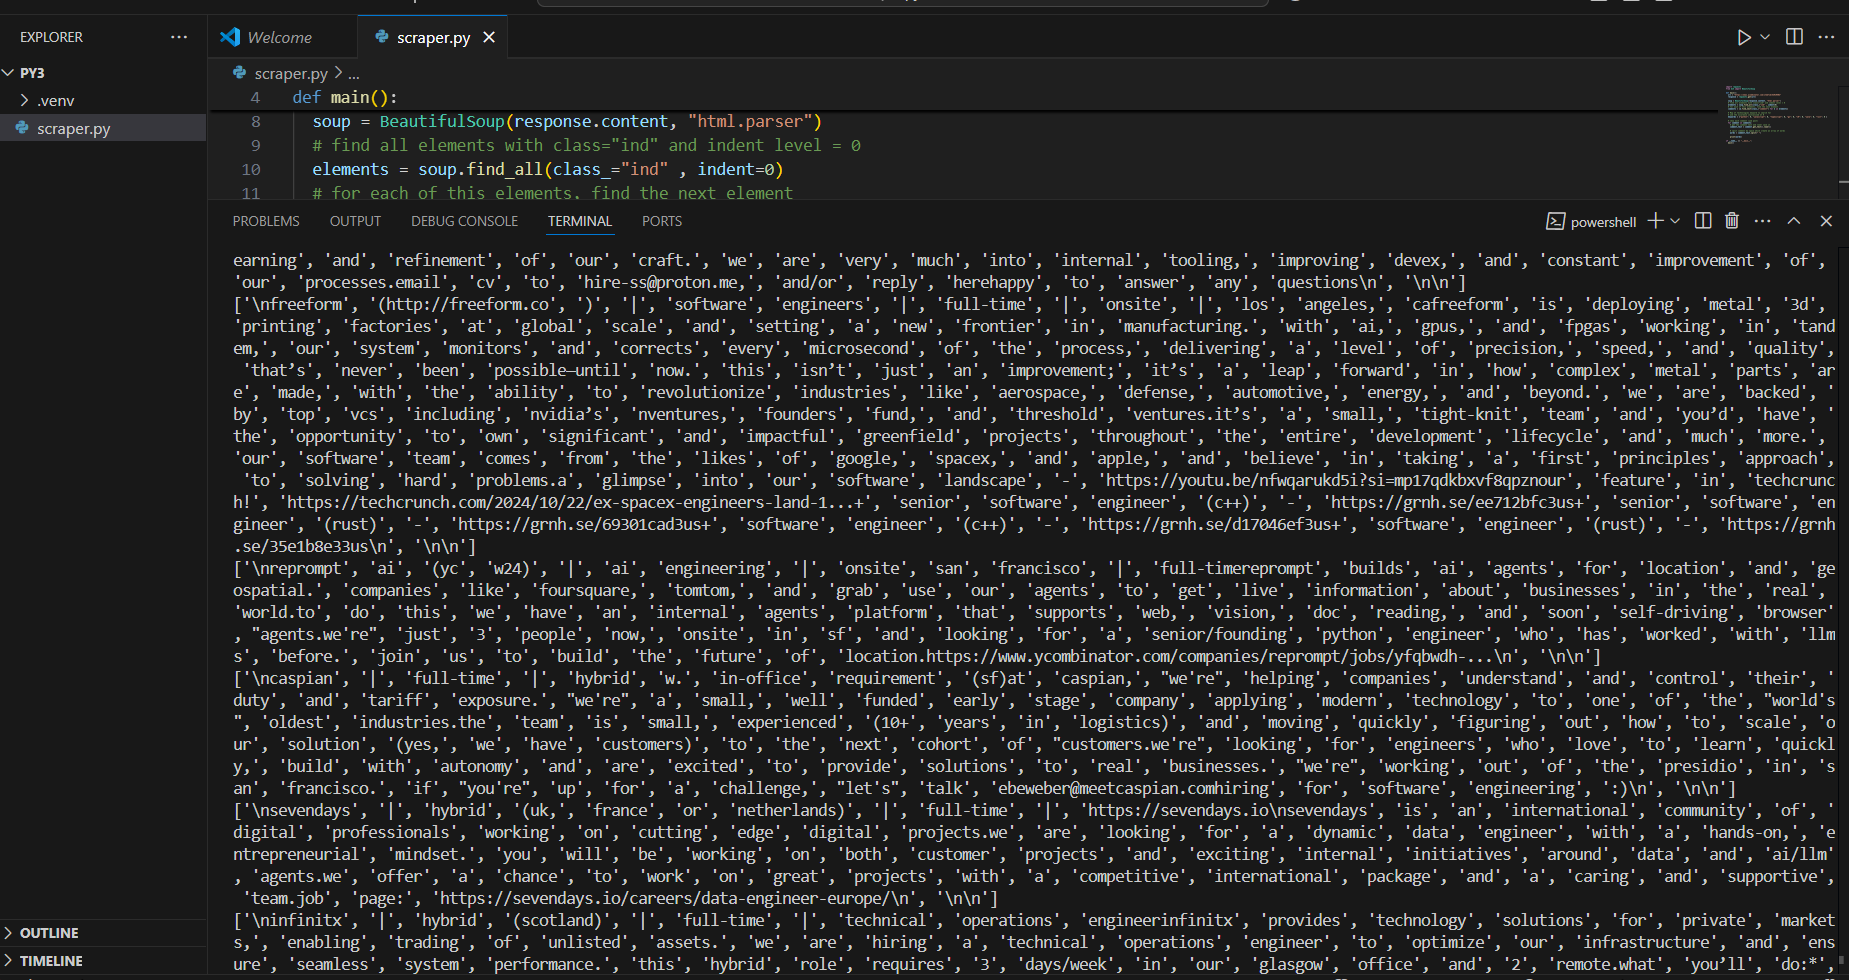 EXPLORER
PY3
.venv
scraper.py
OUTLINE
TIMELINE
Welcome
scraper.py
scraper.py > ...
4 def main():
8 soup = BeautifulSoup(response.content, "html.parser")
9 # find all elements with class="ind" and indent level = 0
10 elements = soup.find_all(class_="ind" , indent=0)
11 # for each of this elements, find the next element
PROBLEMS OUTPUT DEBUG CONSOLE TERMINAL PORTS
powershell
earning', 'and', 'refinement', 'of', 'our', 'craft.', 'we', 'are', 'very', 'much', 'into', 'internal', 'tooling,', 'improving', 'devex,', 'and', 'constant', 'improvement', 'of',
'our', 'processes.email', 'cv', 'to', 'hire-ss@proton.me,', 'and/or', 'reply', 'herehappy', 'to', 'answer', 'any', 'questions\n', '\n\n']
['\nfreeform', '(http://freeform.co', ')', '|', 'software', 'engineers', '|', 'full-time', '|', 'onsite', '|', 'los', 'angeles,', 'cafreeform', 'is', 'deploying', 'metal', '3d',
'printing', 'factories', 'at', 'global', 'scale', 'and', 'setting', 'a', 'new', 'frontier', 'in', 'manufacturing.', 'with', 'ai,', 'gpus,', 'and', 'fpgas', 'working', 'in', 'tand
em,', 'our', 'system', 'monitors', 'and', 'corrects', 'every', 'microsecond', 'of', 'the', 'process,', 'delivering', 'a', 'level', 'of', 'precision,', 'speed,', 'and', 'quality',
'that’s', 'never', 'been', 'possible—until', 'now.', 'this', 'isn’t', 'just', 'an', 'improvement;', 'it’s', 'a', 'leap', 'forward', 'in', 'how', 'complex', 'metal', 'parts', 'ar
e', 'made,', 'with', 'the', 'ability', 'to', 'revolutionize', 'industries', 'like', 'aerospace,', 'defense,', 'automotive,', 'energy,', 'and', 'beyond.', 'we', 'are', 'backed', '
by', 'top', 'vcs', 'including', 'nvidia’s', 'nventures,', 'founders', 'fund,', 'and', 'threshold', 'ventures.it’s', 'a', 'small,', 'tight-knit', 'team', 'and', 'you’d', 'have', '
the', 'opportunity', 'to', 'own', 'significant', 'and', 'impactful', 'greenfield', 'projects', 'throughout', 'the', 'entire', 'development', 'lifecycle', 'and', 'much', 'more.',
'our', 'software', 'team', 'comes', 'from', 'the', 'likes', 'of', 'google,', 'spacex,', 'and', 'apple,', 'and', 'believe', 'in', 'taking', 'a', 'first', 'principles', 'approach',
'to', 'solving', 'hard', 'problems.a', 'glimpse', 'into', 'our', 'software', 'landscape', '-', 'https://youtu.be/nfwqarukd5i?si=mp17qdkbxvf8qpznour', 'feature', 'in', 'techcrunc
h!', 'https://techcrunch.com/2024/10/22/ex-spacex-engineers-land-1...+', 'senior', 'software', 'engineer', '(c++)', '-', 'https://grnh.se/ee712bfc3us+', 'senior', 'software', 'en
gineer', '(rust)', '-', 'https://grnh.se/69301cad3us+', 'software', 'engineer', '(c++)', '-', 'https://grnh.se/d17046ef3us+', 'software', 'engineer', '(rust)', '-', 'https://grnh
.se/35e1b8e33us\n', '\n\n']
['\nreprompt', 'ai', '(yc', 'w24)', '|', 'ai', 'engineering', '|', 'onsite', 'san', 'francisco', '|', 'full-timereprompt', 'builds', 'ai', 'agents', 'for', 'location', 'and', 'ge
ospatial.', 'companies', 'like', 'foursquare,', 'tomtom,', 'and', 'grab', 'use', 'our', 'agents', 'to', 'get', 'live', 'information', 'about', 'businesses', 'in', 'the', 'real',
'world.to', 'do', 'this', 'we', 'have', 'an', 'internal', 'agents', 'platform', 'that', 'supports', 'web,', 'vision,', 'doc', 'reading,', 'and', 'soon', 'self-driving', 'browser'
, "agents.we're", 'just', '3', 'people', 'now,', 'onsite', 'in', 'sf', 'and', 'looking', 'for', 'a', 'senior/founding', 'python', 'engineer', 'who', 'has', 'worked', 'with', 'llm
s', 'before.', 'join', 'us', 'to', 'build', 'the', 'future', 'of', 'location.https://www.ycombinator.com/companies/reprompt/jobs/yfqbwdh-...\n', '\n\n']
['\ncaspian', '|', 'full-time', '|', 'hybrid', 'w.', 'in-office', 'requirement', '(sf)at', 'caspian,', "we're", 'helping', 'companies', 'understand', 'and', 'control', 'their', '
duty', 'and', 'tariff', 'exposure.', "we're", 'a', 'small,', 'well', 'funded', 'early', 'stage', 'company', 'applying', 'modern', 'technology', 'to', 'one', 'of', 'the', "world's
", 'oldest', 'industries.the', 'team', 'is', 'small,', 'experienced', '(10+', 'years', 'in', 'logistics)', 'and', 'moving', 'quickly', 'figuring', 'out', 'how', 'to', 'scale', 'o
ur', 'solution', '(yes,', 'we', 'have', 'customers)', 'to', 'the', 'next', 'cohort', 'of', "customers.we're", 'looking', 'for', 'engineers', 'who', 'love', 'to', 'learn', 'quickl
y,', 'build', 'with', 'autonomy', 'and', 'are', 'excited', 'to', 'provide', 'solutions', 'to', 'real', 'businesses.', "we're", 'working', 'out', 'of', 'the', 'presidio', 'in', 's
an', 'francisco.', 'if', "you're", 'up', 'for', 'a', 'challenge,', "let's", 'talk', 'ebeweber@meetcaspian.comhiring', 'for', 'software', 'engineering', ':)\n', '\n\n']
['\nsevendays', '|', 'hybrid', '(uk,', 'france', 'or', 'netherlands)', '|', 'full-time', '|', 'https://sevendays.io\nsevendays', 'is', 'an', 'international', 'community', 'of', '
digital', 'professionals', 'working', 'on', 'cutting', 'edge', 'digital', 'projects.we', 'are', 'looking', 'for', 'a', 'dynamic', 'data', 'engineer', 'with', 'a', 'hands-on,', 'e
ntrepreneurial', 'mindset.', 'you', 'will', 'be', 'working', 'on', 'both', 'customer', 'projects', 'and', 'exciting', 'internal', 'initiatives', 'around', 'data', 'and', 'ai/llm'
, 'agents.we', 'offer', 'a', 'chance', 'to', 'work', 'on', 'great', 'projects', 'with', 'a', 'competitive', 'international', 'package', 'and', 'a', 'caring', 'and', 'supportive',
'team.job', 'page:', 'https://sevendays.io/careers/data-engineer-europe/\n', '\n\n']
['\ninfinitx', '|', 'hybrid', '(scotland)', '|', 'full-time', '|', 'technical', 'operations', 'engineerinfinitx', 'provides', 'technology', 'solutions', 'for', 'private', 'market
s,', 'enabling', 'trading', 'of', 'unlisted', 'assets.', 'we', 'are', 'hiring', 'a', 'technical', 'operations', 'engineer', 'to', 'optimize', 'our', 'infrastructure', 'and', 'ens
ure', 'seamless', 'system', 'performance.', 'this', 'hybrid', 'role', 'requires', '3', 'days/week', 'in', 'our', 'glasgow', 'office', 'and', '2', 'remote.what', 'you’ll', 'do:*',